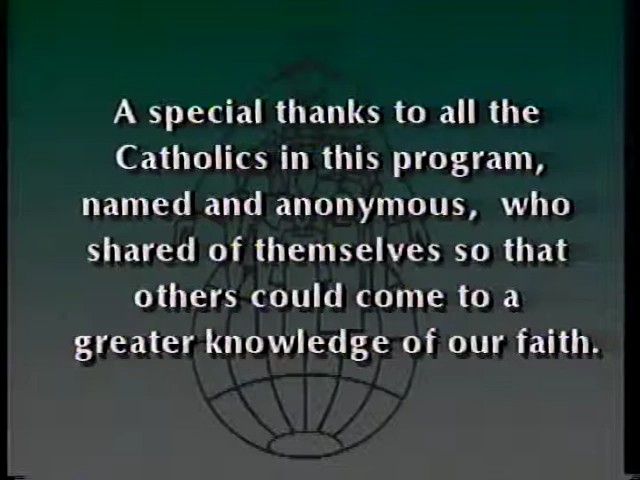 A special thanks to all the
Catholics in this program,
named and anonymous, who
shared of themselves so that
others could come to a
greater knowledge of our faith.